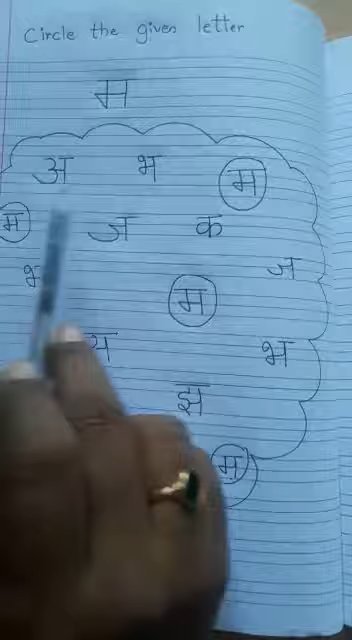 Circle the given letter
म
अ भ म
म ज क
भ म ज
य भ
झ
म